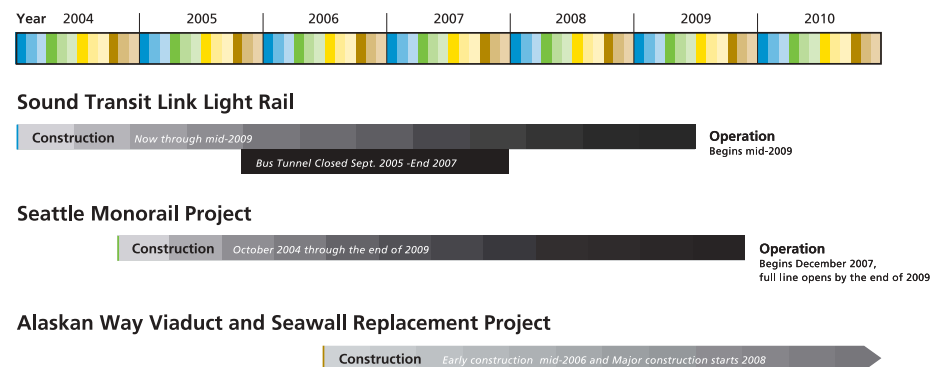 Year 2004 2005 2006 2007 2008 2009 2010
Sound Transit Link Light Rail
Construction Now through mid-2009
Operation
Begins mid-2009
Bus Tunnel Closed Sept. 2005 -End 2007
Seattle Monorail Project
Construction October 2004 through the end of 2009
Operation
Begins December 2007,
full line opens by the end of 2009
Alaskan Way Viaduct and Seawall Replacement Project
Construction Early construction mid-2006 and Major construction starts 2008